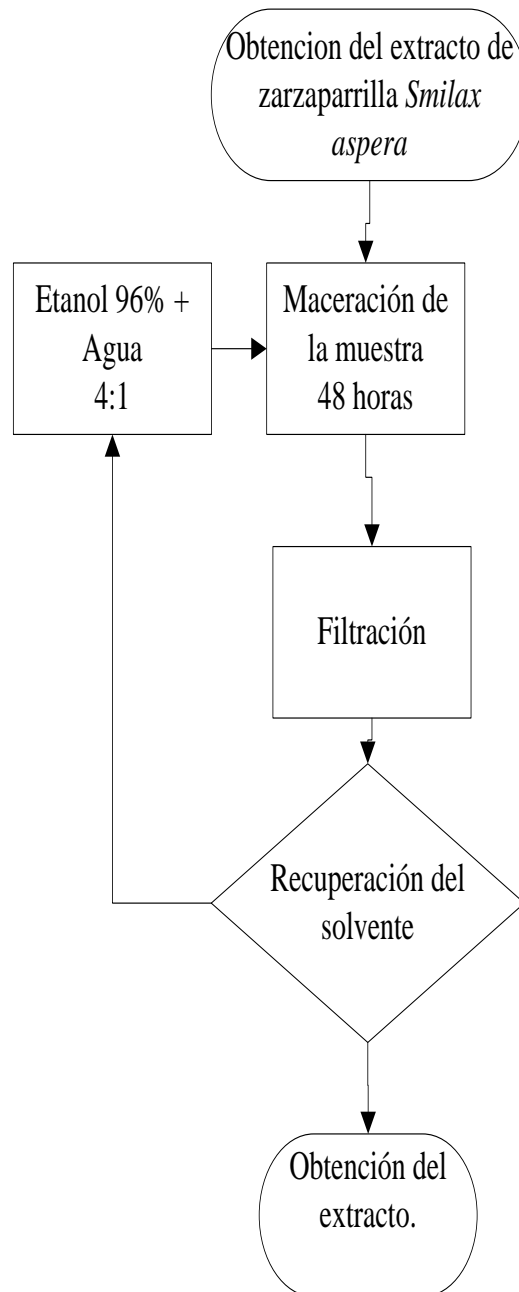 Obtencion del extracto de
zarzaparrilla Smilax
aspera
Etanol 96% +
Agua
4:1
Maceración de
la muestra
48 horas
Filtración
Recuperación del
solvente
Obtención del
extracto.